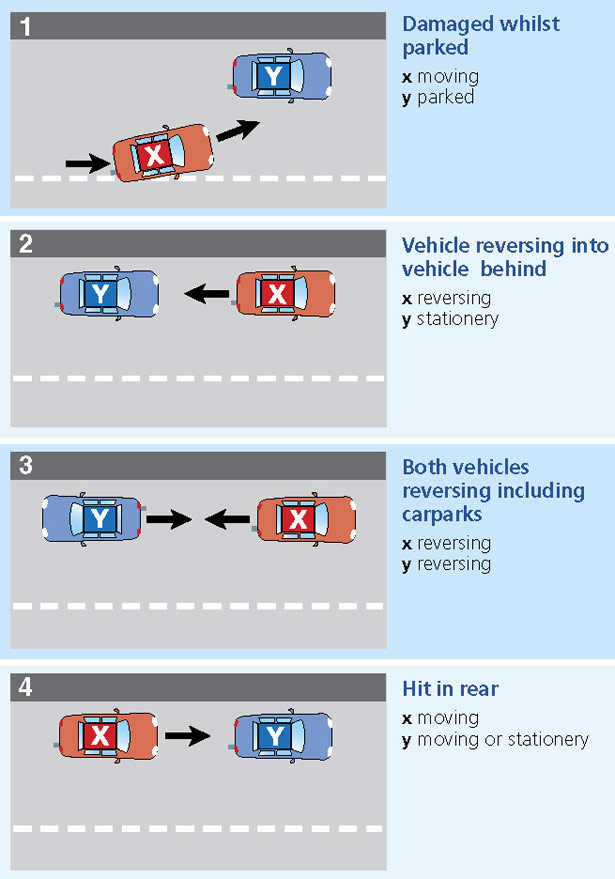 1
Y
X
Damaged whilst
parked
x moving
y parked
2
Y
X
Vehicle reversing into
vehicle behind
x reversing
y stationery
3
Y
X
Both vehicles
reversing including
carparks
x reversing
y reversing
4
X
Y
Hit in rear
x moving
y moving or stationery